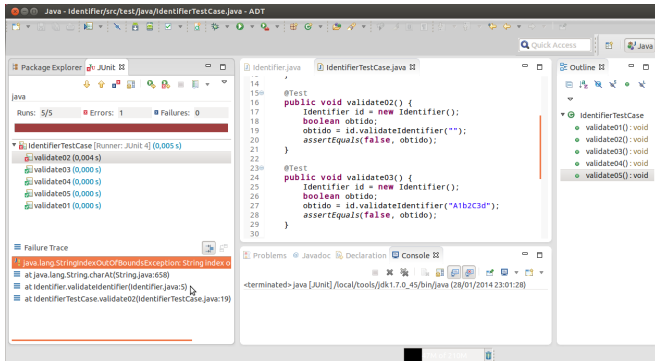 Java - Identifier/src/test/java/IdentifierTestCase.java - ADT
Quick Access
Java
Package Explorer
JUnit
java
Runs: 5/5
Errors: 1
Failures: 0
IdentifierTestCase [Runner: JUnit 4] (0,005 s)
validate02 (0,004 s)
validate03 (0,000 s)
validate04 (0,000 s)
validate05 (0,000 s)
validate01 (0,000 s)
Failure Trace
java.lang.StringIndexOutOfBoundsException: String index o
at java.lang.String.charAt(String.java:658)
at Identifier.validateIdentifier(Identifier.java:5)
at IdentifierTestCase.validate02(IdentifierTestCase.java:19)
Identifier.java
IdentifierTestCase.java
14
15 @Test
16 public void validate02() {
17 Identifier id = new Identifier();
18 boolean obtido;
19 obtido = id.validateIdentifier("");
20 assertEquals(false, obtido);
21 }
22
23 @Test
24 public void validate03() {
25 Identifier id = new Identifier();
26 boolean obtido;
27 obtido = id.validateIdentifier("A1b2C3d");
28 assertEquals(false, obtido);
29 }
30
Problems
Javadoc
Declaration
Console
<terminated> java [JUnit] /local/tools/jdk1.7.0_45/bin/java (28/01/2014 23:01:28)
Outline
IdentifierTestCase
validate01() : void
validate02() : void
validate03() : void
validate04() : void
validate05() : void